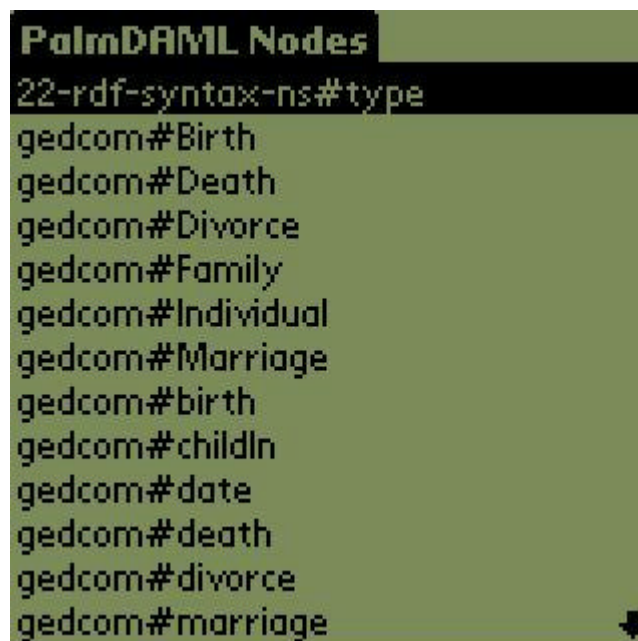 PalmDAML Nodes
22-rdf-syntax-ns#type
gedcom#Birth
gedcom#Death
gedcom#Divorce
gedcom#Family
gedcom#Individual
gedcom#Marriage
gedcom#birth
gedcom#childIn
gedcom#date
gedcom#death
gedcom#divorce
gedcom#marriage